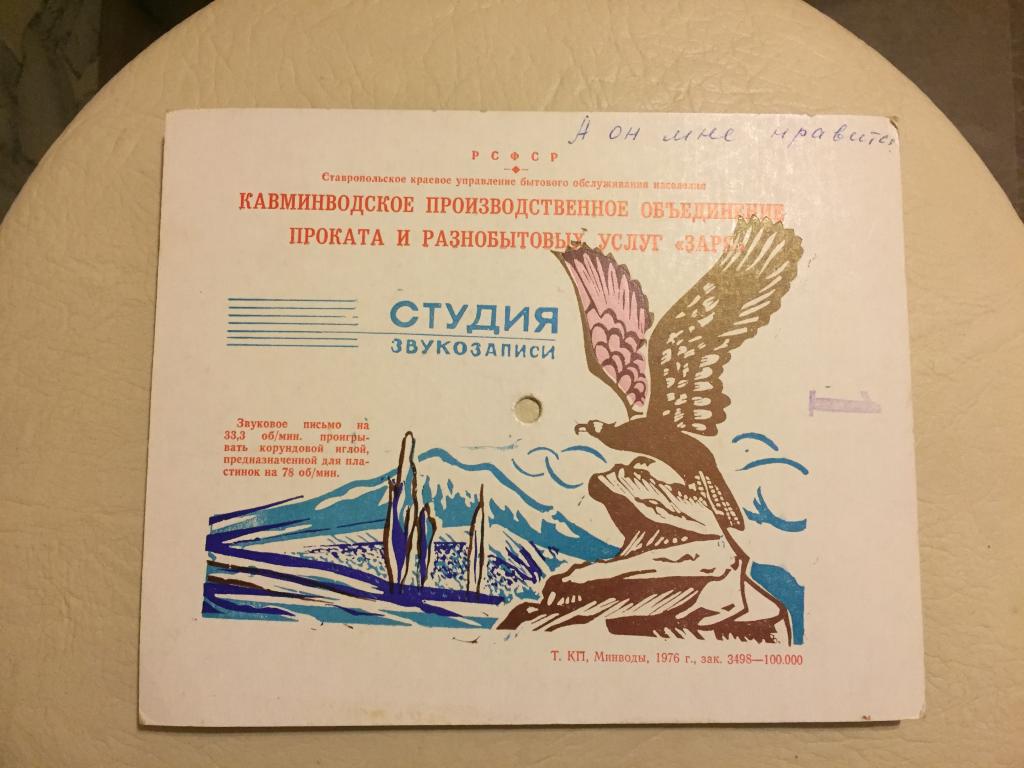 А он мне нравится
РСФСР
Ставропольское краевое управление бытового обслуживания населения
КАВМИНВОДСКОЕ ПРОИЗВОДСТВЕННОЕ ОБЪЕДИНЕНИЕ
ПРОКАТА И РАЗНОБЫТОВЫХ УСЛУГ «ЗАРЯ»
СТУДИЯ
ЗВУКОЗАПИСИ
1
Звуковое письмо на
33,3 об/мин. проигры-
вать корундовой иглой,
предназначенной для пла-
стинок на 78 об/мин.
Т. КП, Минводы, 1976 г., зак. 3498—100.000